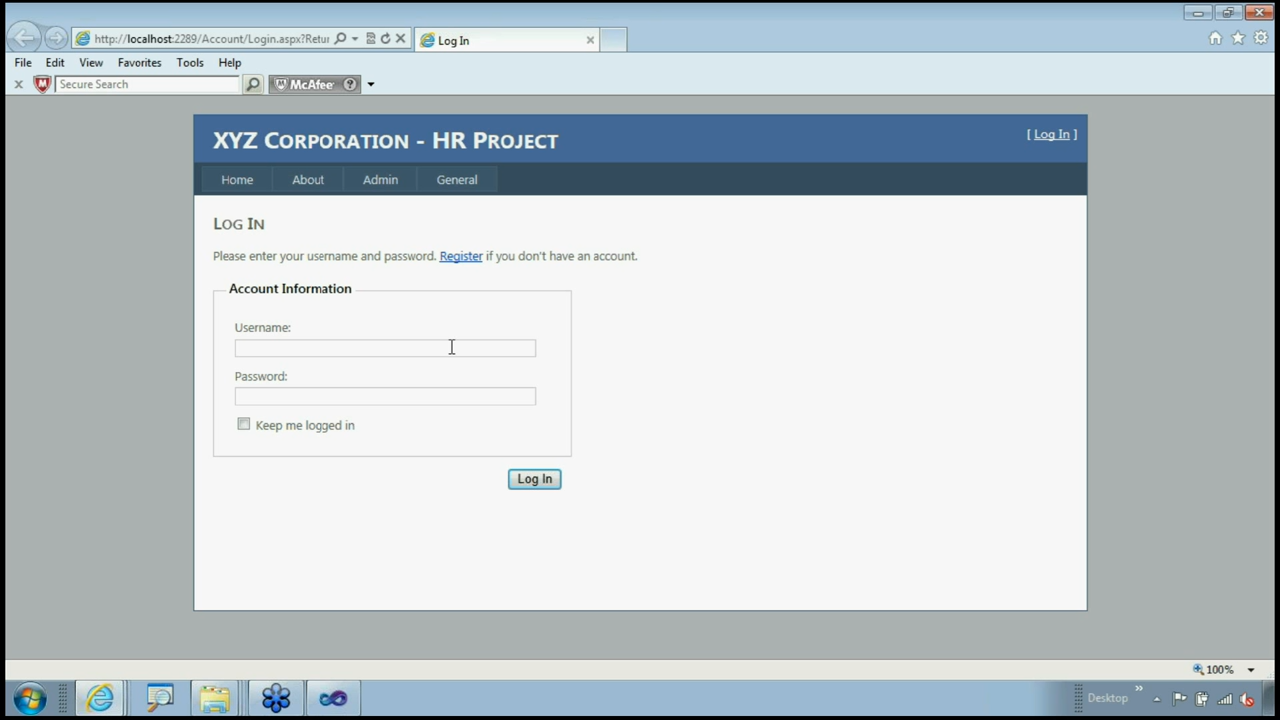 http://localhost:2289/Account/Login.aspx?Retur
Log In
File Edit View Favorites Tools Help
Secure Search
McAfee
XYZ Corporation - HR Project
[ Log In ]
Home About Admin General
Log In
Please enter your username and password. Register if you don't have an account.
Account Information
Username:
Password:
Keep me logged in
Log In
100%
Desktop